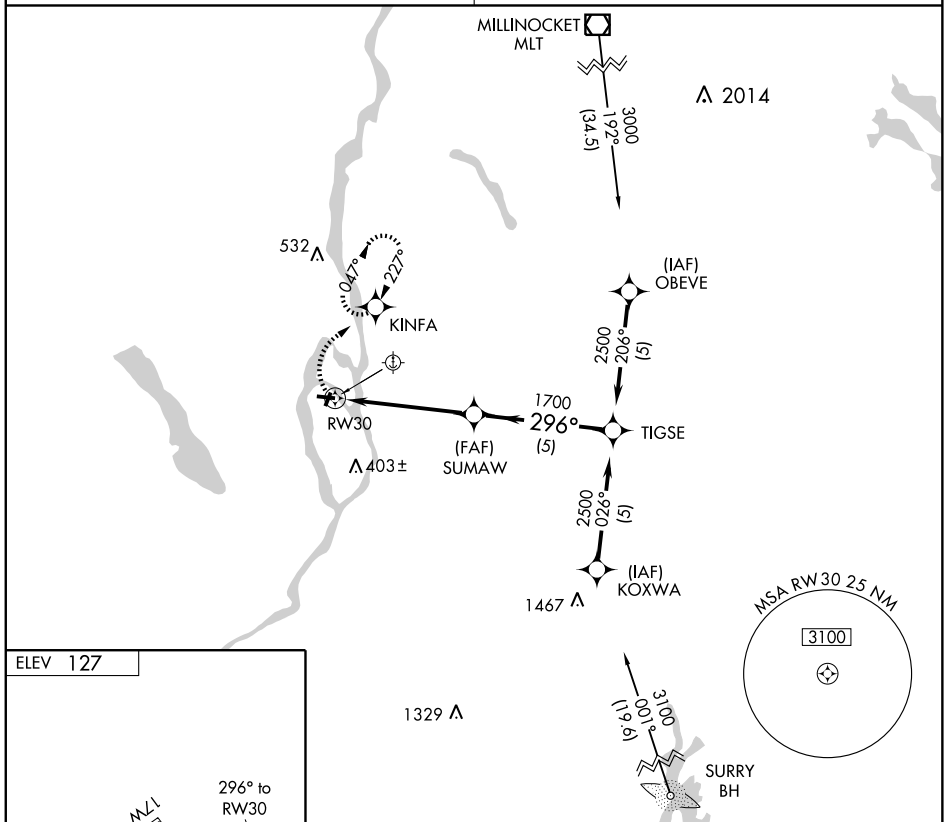 MILLINOCKET
MLT
2014
3000
192°
(34.5)
532
047°
227°
KINFA
(IAF)
OBEVE
2500
206°
(5)
RW30
1700
296°
(5)
TIGSE
(FAF)
SUMAW
403±
2500
026°
(5)
(IAF)
KOXWA
1467
MSA RW30 25 NM
3100
ELEV 127
1329
3100
001°
(19.6)
SURRY
BH
296° to
RW30